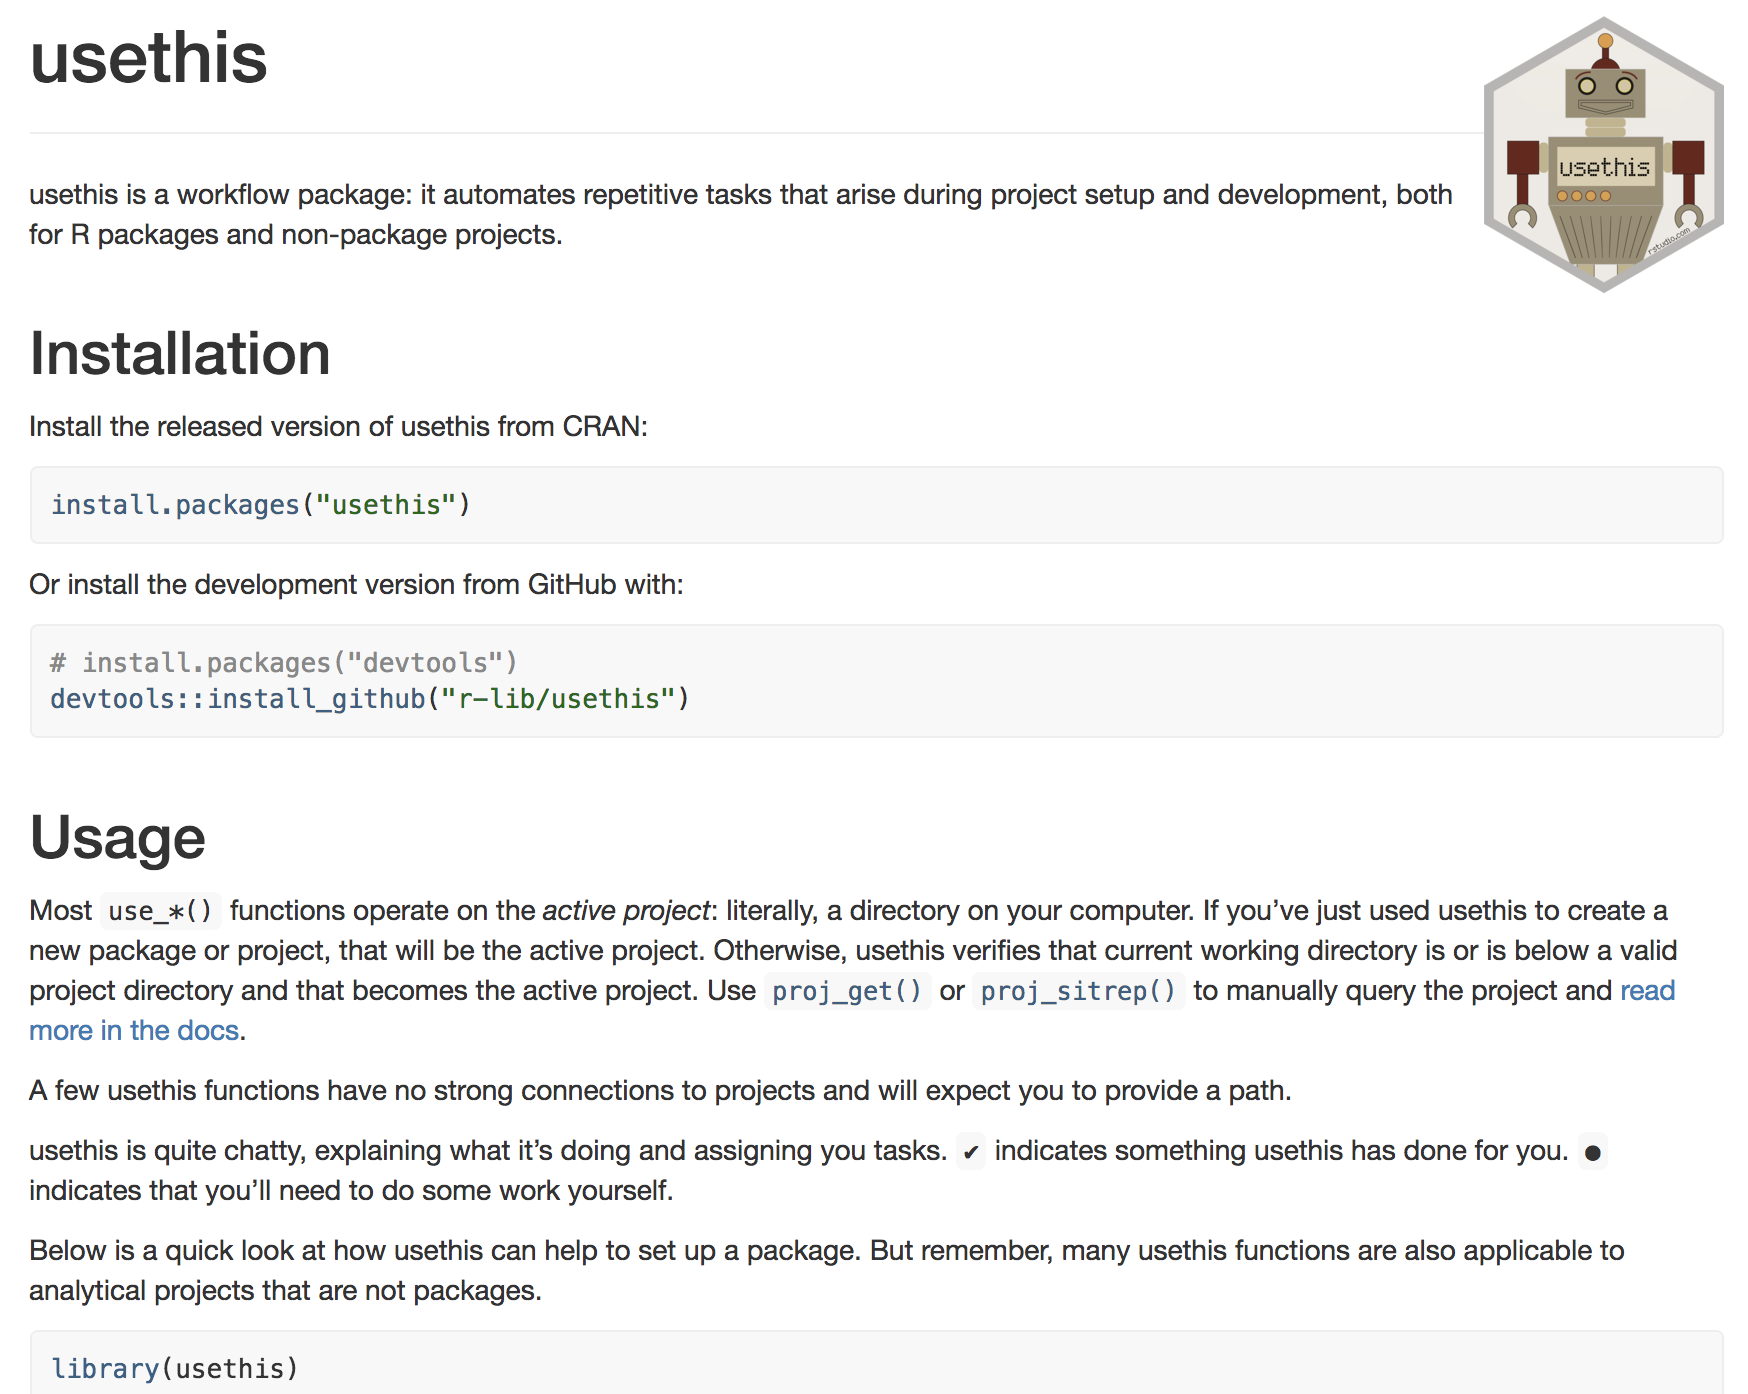 usethis
usethis
rstudio.com
usethis is a workflow package: it automates repetitive tasks that arise during project setup and development, both
for R packages and non-package projects.
Installation
Install the released version of usethis from CRAN:
install.packages("usethis")
Or install the development version from GitHub with:
# install.packages("devtools")
devtools::install_github("r-lib/usethis")
Usage
Most use_*() functions operate on the active project: literally, a directory on your computer. If you’ve just used usethis to create a
new package or project, that will be the active project. Otherwise, usethis verifies that current working directory is or is below a valid
project directory and that becomes the active project. Use proj_get() or proj_sitrep() to manually query the project and read
more in the docs.
A few usethis functions have no strong connections to projects and will expect you to provide a path.
usethis is quite chatty, explaining what it’s doing and assigning you tasks. ✔ indicates something usethis has done for you. ●
indicates that you’ll need to do some work yourself.
Below is a quick look at how usethis can help to set up a package. But remember, many usethis functions are also applicable to
analytical projects that are not packages.
library(usethis)